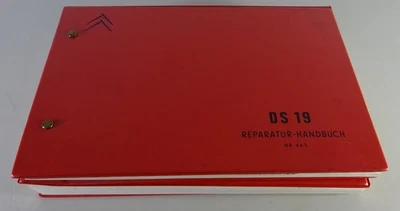 DS 19
REPARATUR-HANDBUCH